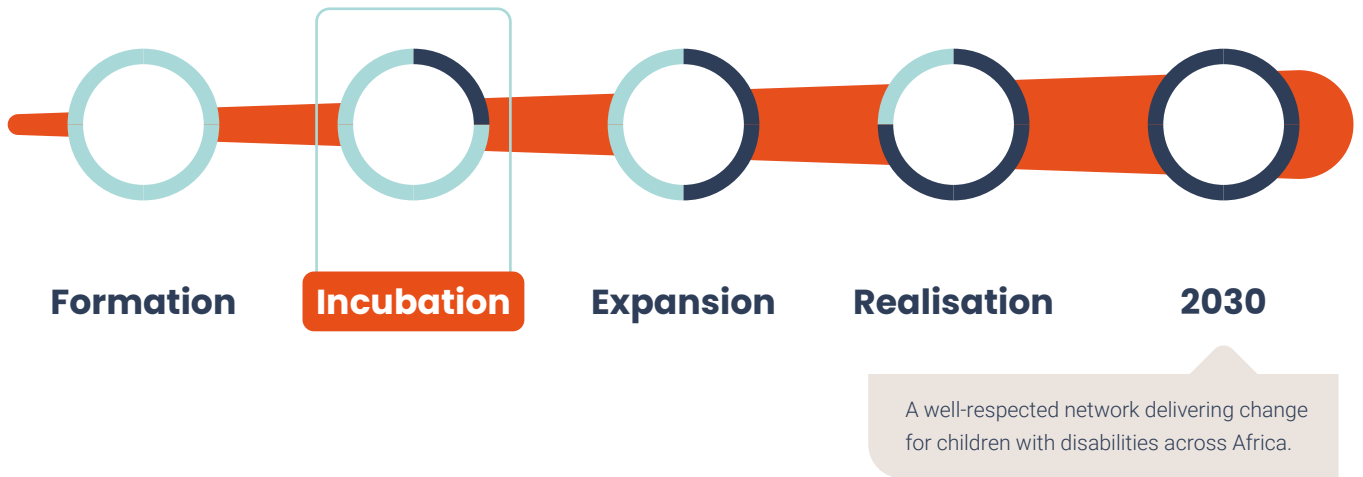 Formation
Incubation
Expansion
Realisation
2030
A well-respected network delivering change
for children with disabilities across Africa.